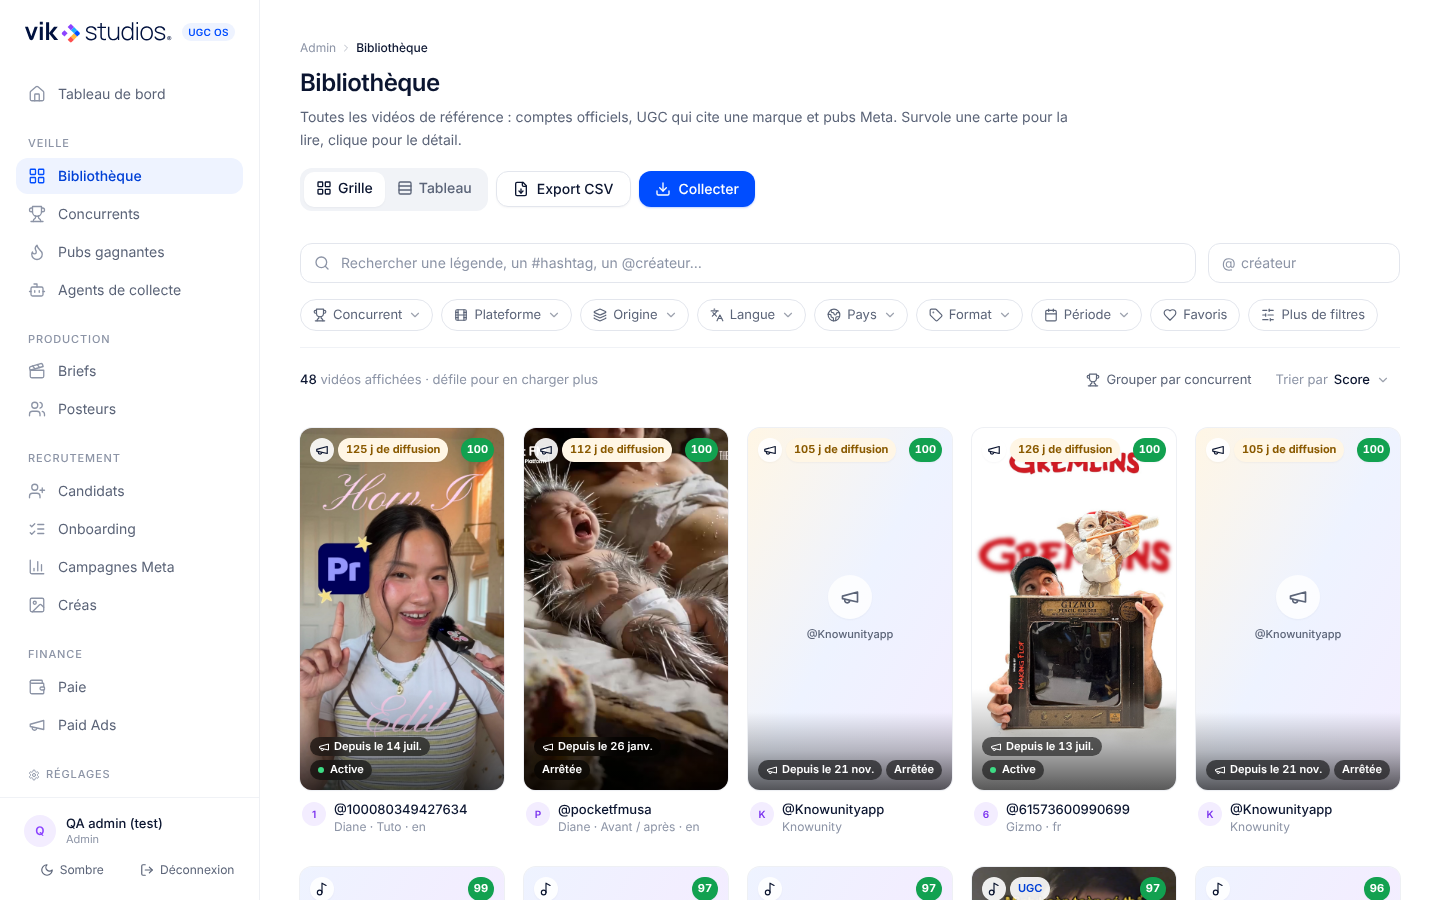 vik studios. UGC OS
Tableau de bord
VEILLE
Bibliothèque
Concurrents
Pubs gagnantes
Agents de collecte
PRODUCTION
Briefs
Posteurs
RECRUTEMENT
Candidats
Onboarding
Campagnes Meta
Créas
FINANCE
Paie
Paid Ads
RÉGLAGES
Q
QA admin (test)
Admin
Sombre Déconnexion
Admin Bibliothèque
Bibliothèque
Toutes les vidéos de référence : comptes officiels, UGC qui cite une marque et pubs Meta. Survole une carte pour la
lire, clique pour le détail.
Grille Tableau Export CSV Collecter
Rechercher une légende, un #hashtag, un @créateur...
@ créateur
Concurrent Plateforme Origine Langue Pays Format Période Favoris Plus de filtres
48 vidéos affichées · défile pour en charger plus
Grouper par concurrent Trier par Score
125 j de diffusion 100
How I
Pr
Edit
Depuis le 14 juil.
Active
1 @100080349427634
Diane · Tuto · en
112 j de diffusion 100
Depuis le 26 janv.
Arrêtée
P @pocketfmusa
Diane · Avant / après · en
105 j de diffusion 100
@Knowunityapp
Depuis le 21 nov. Arrêtée
K @Knowunityapp
Knowunity
126 j de diffusion 100
GREMLINS
GREMLINS
GIZMO
Depuis le 13 juil.
Active
6 @61573600990699
Gizmo · fr
105 j de diffusion 100
@Knowunityapp
Depuis le 21 nov. Arrêtée
K @Knowunityapp
Knowunity
99
97
97
UGC 97
96